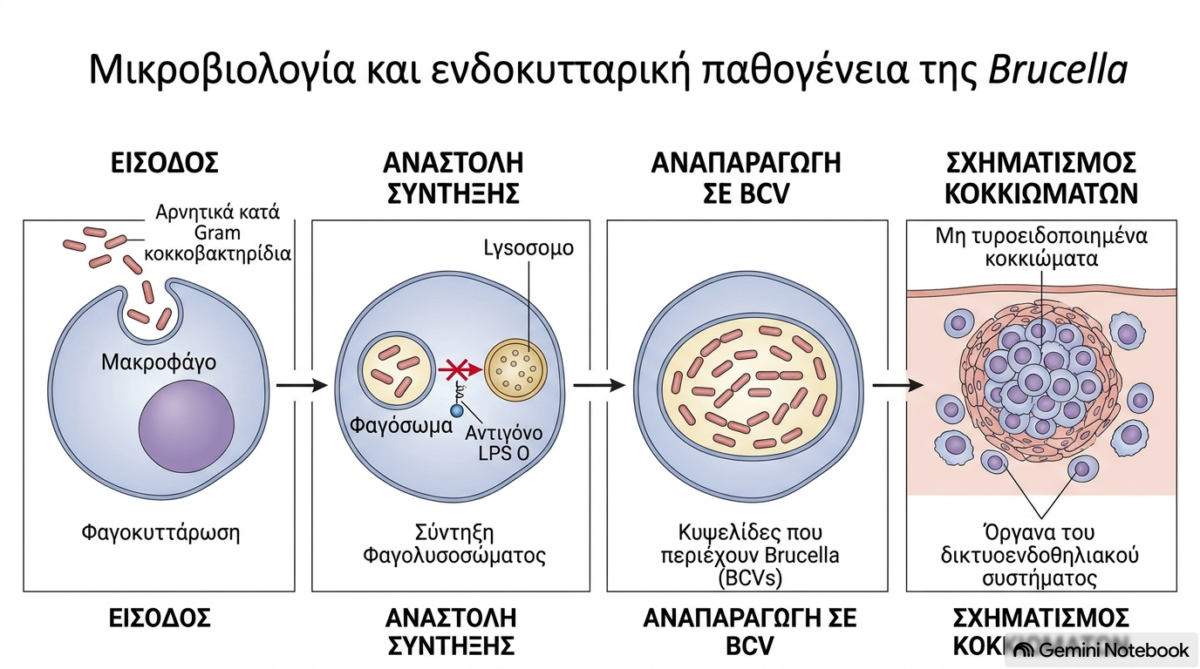 Μικροβιολογία και ενδοκυτταρική παθογένεια της Brucella
ΕΙΣΟΔΟΣ
Αρνητικά κατά
Gram
κοκκοβακτηρίδια
Μακροφάγο
Φαγοκυττάρωση
ΕΙΣΟΔΟΣ
ΑΝΑΣΤΟΛΗ
ΣΥΝΤΗΞΗΣ
Lyσοσομο
Φαγόσωμα
Αντιγόνο
LPS O
Σύντηξη
Φαγολυσοσώματος
ΑΝΑΣΤΟΛΗ
ΣΥΝΤΗΞΗΣ
ΑΝΑΠΑΡΑΓΩΓΗ
ΣΕ BCV
Κυψελίδες που
περιέχουν Brucella
(BCVs)
ΑΝΑΠΑΡΑΓΩΓΗ ΣΕ
BCV
ΣΧΗΜΑΤΙΣΜΟΣ
ΚΟΚΚΙΩΜΑΤΩΝ
Μη τυροειδοποιημένα
κοκκιώματα
Όργανα του
δικτυοενδοθηλιακού
συστήματος
ΣΧΗΜΑΤΙΣΜΟΣ
ΚΟΚΚΙΩΜΑΤΩΝ
Gemini Notebook